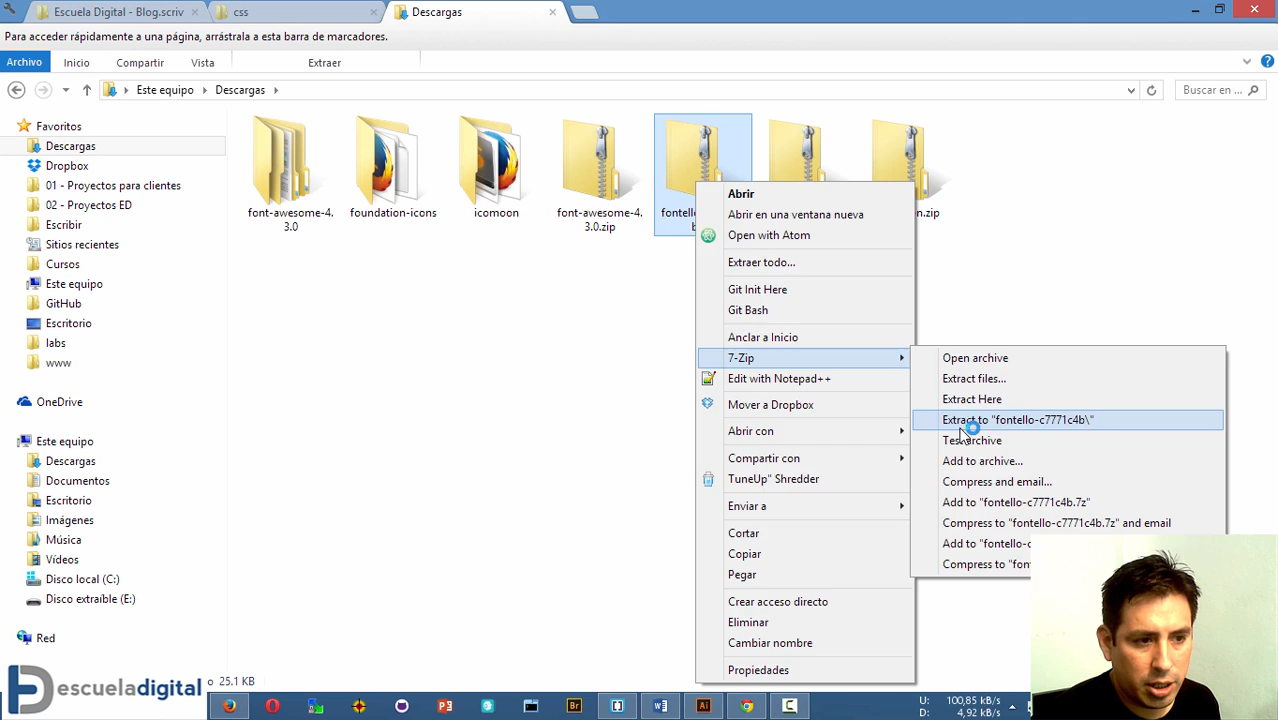 Escuela Digital - Blog.scriv
css
Descargas
Para acceder rápidamente a una página, arrástrala a esta barra de marcadores.
Archivo
Inicio
Compartir
Vista
Extraer
Este equipo
Descargas
Buscar en ...
Favoritos
Descargas
Dropbox
01 - Proyectos para clientes
02 - Proyectos ED
Escribir
Sitios recientes
Cursos
Este equipo
GitHub
Escritorio
labs
www
OneDrive
Este equipo
Descargas
Documentos
Escritorio
Imágenes
Música
Vídeos
Disco local (C:)
Disco extraíble (E:)
Red
font-awesome-4.
3.0
foundation-icons
icomoon
font-awesome-4.
3.0.zip
Abrir
Abrir en una ventana nueva
Open with Atom
Extraer todo...
Git Init Here
Git Bash
Anclar a Inicio
7-Zip
Edit with Notepad++
Mover a Dropbox
Abrir con
Compartir con
TuneUp" Shredder
Enviar a
Cortar
Copiar
Pegar
Crear acceso directo
Eliminar
Cambiar nombre
Propiedades
Open archive
Extract files...
Extract Here
Extract to "fontello-c7771c4b\"
Test archive
Add to archive...
Compress and email...
Add to "fontello-c7771c4b.7z"
Compress to "fontello-c7771c4b.7z" and email
Add to "fontello-c
Compress to "font
25.1 KB
escueladigital
U: 100,85 kB/s
D: 4,92 kB/s